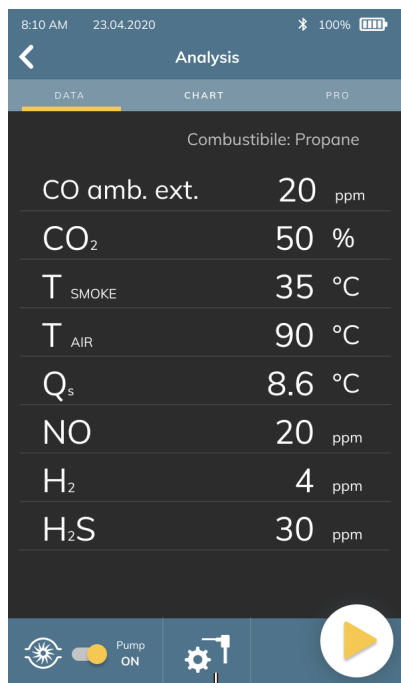 8:10 AM 23.04.2020 100%
Analysis
DATA CHART PRO
Combustibile: Propane
CO amb. ext. 20 ppm
CO₂ 50 %
T SMOKE 35 °C
T AIR 90 °C
Qs 8.6 °C
NO 20 ppm
H₂ 4 ppm
H₂S 30 ppm
Pump
ON